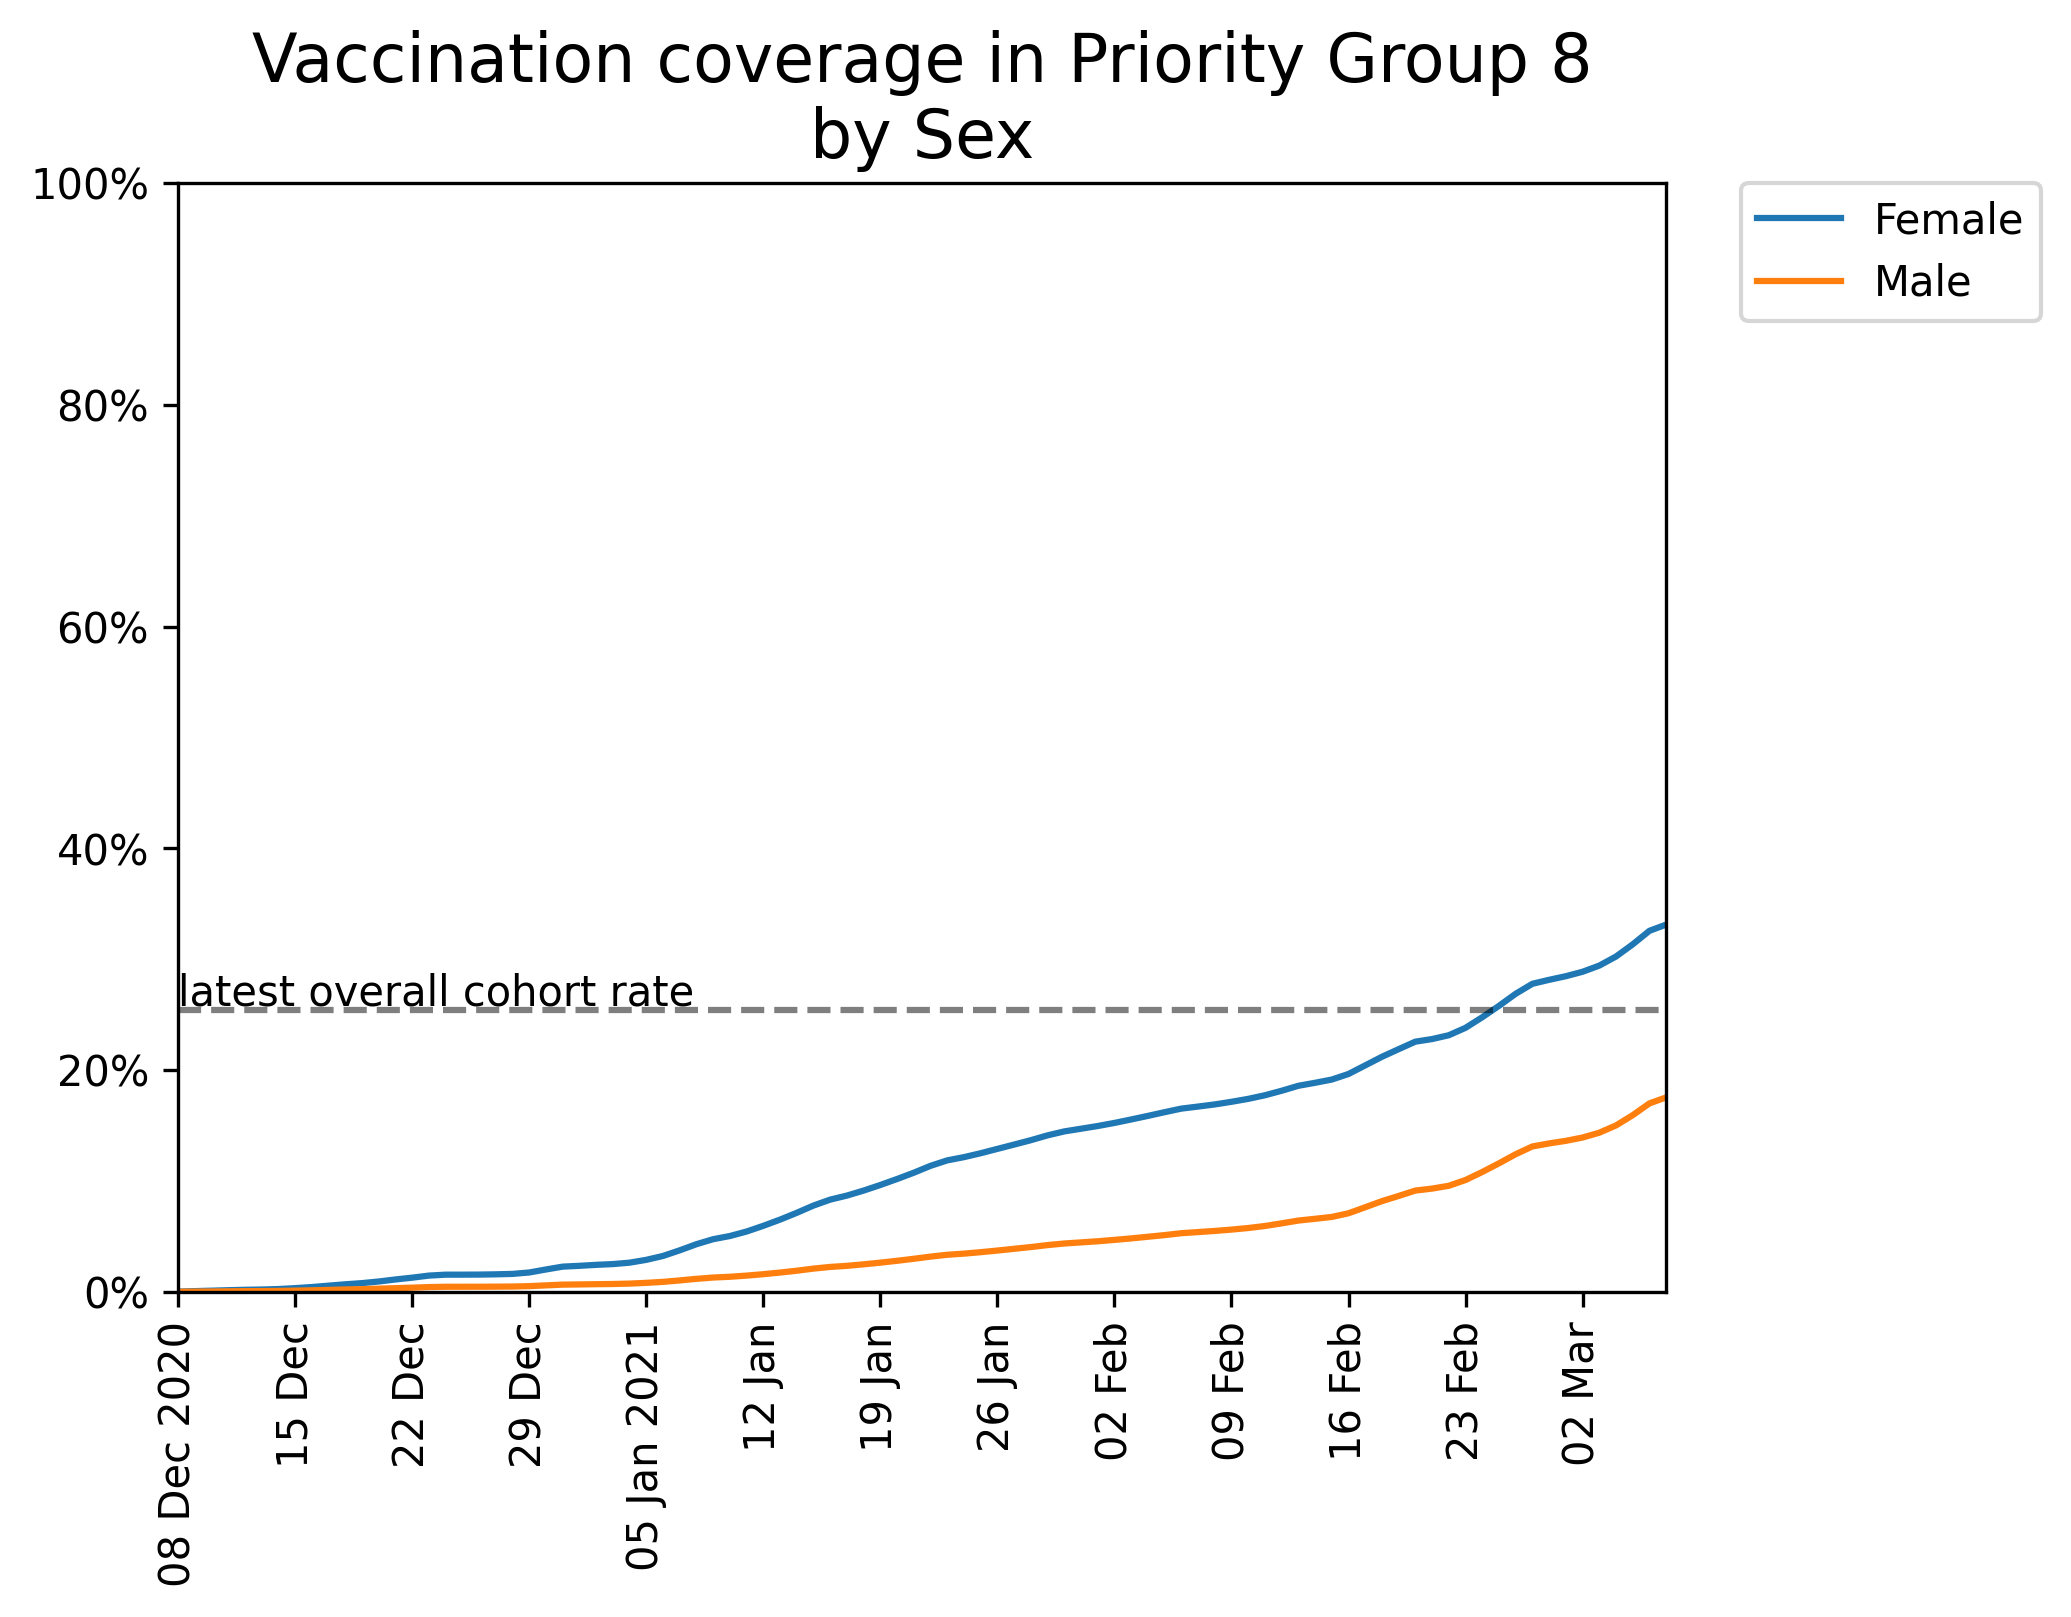 Vaccination coverage in Priority Group 8
by Sex
100%
80%
60%
40%
20%
0%
Female
Male
latest overall cohort rate
08 Dec 2020
15 Dec
22 Dec
29 Dec
05 Jan 2021
12 Jan
19 Jan
26 Jan
02 Feb
09 Feb
16 Feb
23 Feb
02 Mar